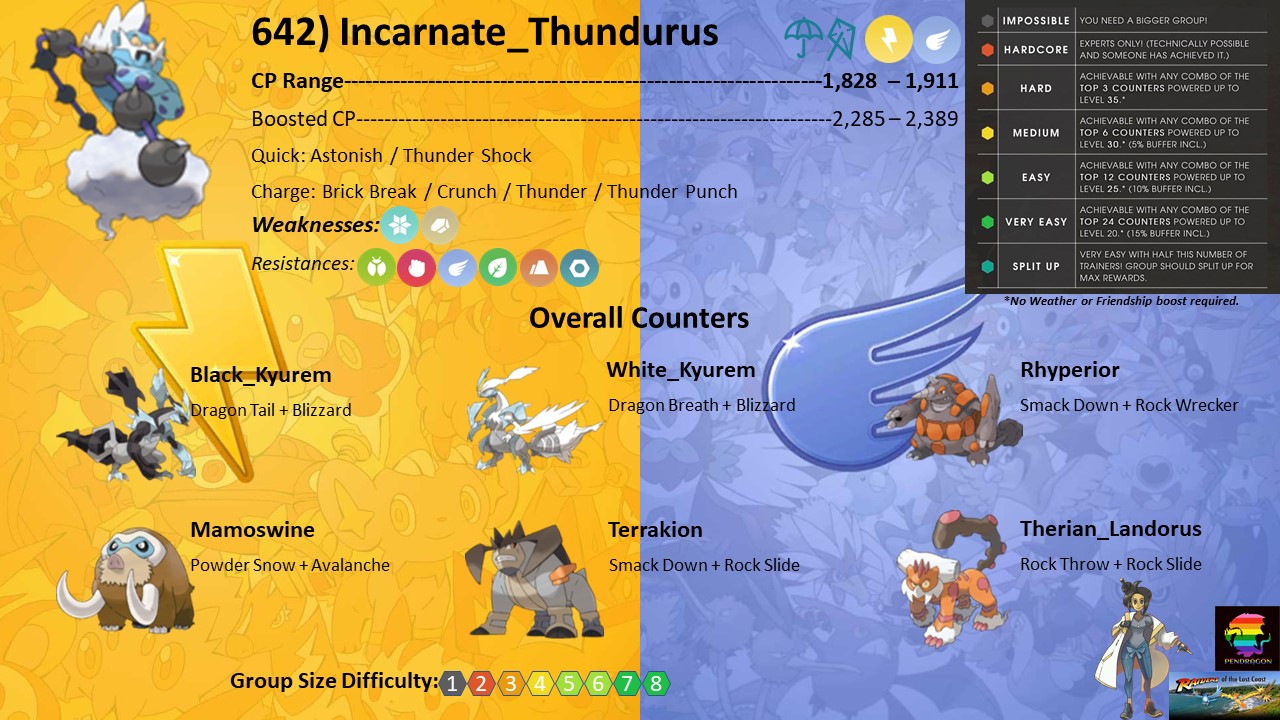 642) Incarnate_Thundurus
CP Range--------------------------------------------------------------------1,828 – 1,911
Boosted CP--------------------------------------------------------------------2,285 – 2,389
Quick: Astonish / Thunder Shock
Charge: Brick Break / Crunch / Thunder / Thunder Punch
Weaknesses:
Resistances:
IMPOSSIBLE YOU NEED A BIGGER GROUP!
HARDCORE EXPERTS ONLY! (TECHNICALLY POSSIBLE
AND SOMEONE HAS ACHIEVED IT.)
HARD ACHIEVABLE WITH ANY COMBO OF THE
TOP 3 COUNTERS POWERED UP TO
LEVEL 35.*
MEDIUM ACHIEVABLE WITH ANY COMBO OF THE
TOP 6 COUNTERS POWERED UP TO
LEVEL 30.* (5% BUFFER INCL.)
EASY ACHIEVABLE WITH ANY COMBO OF THE
TOP 12 COUNTERS POWERED UP TO
LEVEL 25.* (10% BUFFER INCL.)
VERY EASY ACHIEVABLE WITH ANY COMBO OF THE
TOP 24 COUNTERS POWERED UP TO
LEVEL 20.* (15% BUFFER INCL.)
SPLIT UP VERY EASY WITH HALF THIS NUMBER OF
TRAINERS! GROUP SHOULD SPLIT UP FOR
MAX REWARDS.
*No Weather or Friendship boost required.
Overall Counters
Black_Kyurem
Dragon Tail + Blizzard
White_Kyurem
Dragon Breath + Blizzard
Rhyperior
Smack Down + Rock Wrecker
Mamoswine
Powder Snow + Avalanche
Terrakion
Smack Down + Rock Slide
Therian_Landorus
Rock Throw + Rock Slide
Group Size Difficulty: 1 2 3 4 5 6 7 8
PENDRAGON
RAIDERS of the Lost Coast